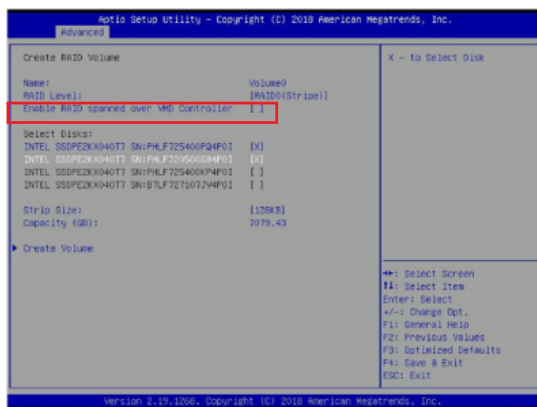 Aptio Setup Utility - Copyright (C) 2018 American Megatrends, Inc.
Advanced
Create RAID Volume
Name: Volume0
RAID Level: [RAID0(Stripe)]
Enable RAID spanned over VMD Controller [ ]
Select Disks:
INTEL SSDPE2KX040T7 SN:PHLF725400PQ4P0I [X]
INTEL SSDPE2KX040T7 SN:PHLF720500G84P0I [X]
INTEL SSDPE2KX040T7 SN:PHLF725400KP4P0I [ ]
INTEL SSDPE2KX040T7 SN:BTLF727107JV4P0I [ ]
Strip Size: [128KB]
Capacity (GB): 7079.43
Create Volume
X - to Select Disk
: Select Screen
: Select Item
Enter: Select
+/-: Change Opt.
F1: General Help
F2: Previous Values
F3: Optimized Defaults
F4: Save & Exit
ESC: Exit
Version 2.19.1268. Copyright (C) 2018 American Megatrends, Inc.